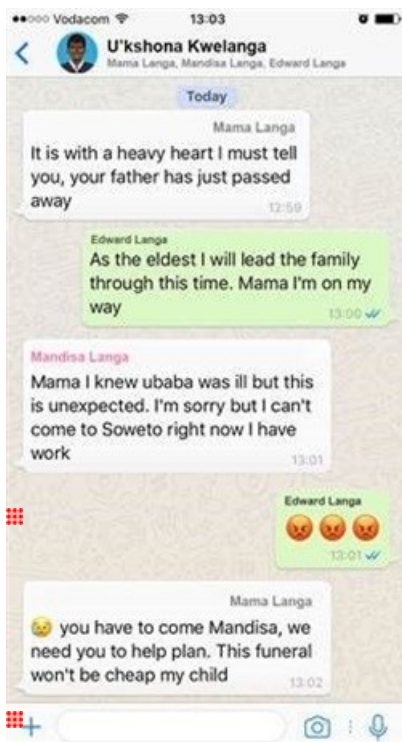 Vodacom 13:03
U'kshona Kwelanga
Mama Langa, Mandisa Langa, Edward Langa
Today
Mama Langa
It is with a heavy heart I must tell
you, your father has just passed
away
12:59
Edward Langa
As the eldest I will lead the family
through this time. Mama I'm on my
way
13:00
Mandisa Langa
Mama I knew ubaba was ill but this
is unexpected. I'm sorry but I can't
come to Soweto right now I have
work
13:01
Edward Langa
😡😡😡
13:01
Mama Langa
😢 you have to come Mandisa, we
need you to help plan. This funeral
won't be cheap my child
13:02